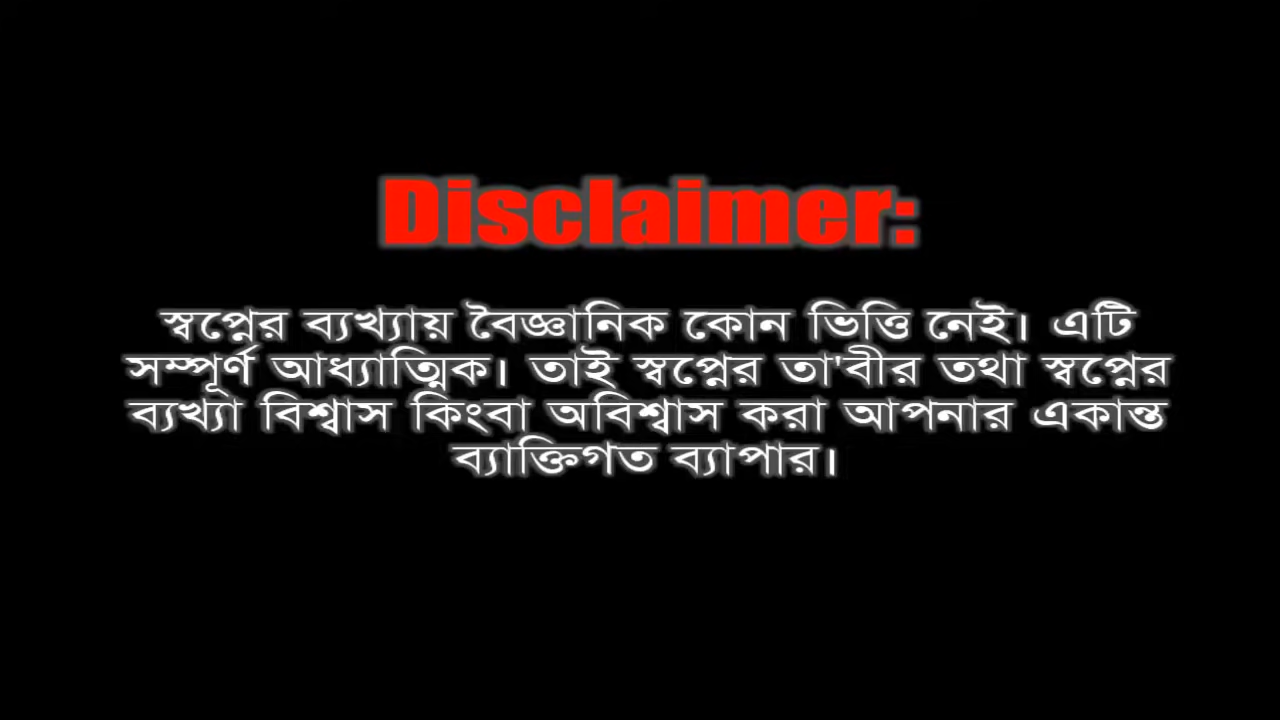 Disclaimer:
স্বপ্নের ব্যখ্যায় বৈজ্ঞানিক কোন ভিত্তি নেই। এটি
সম্পূর্ণ আধ্যাত্মিক। তাই স্বপ্নের তা'বীর তথা স্বপ্নের
ব্যখ্যা বিশ্বাস কিংবা অবিশ্বাস করা আপনার একান্ত
ব্যাক্তিগত ব্যাপার।